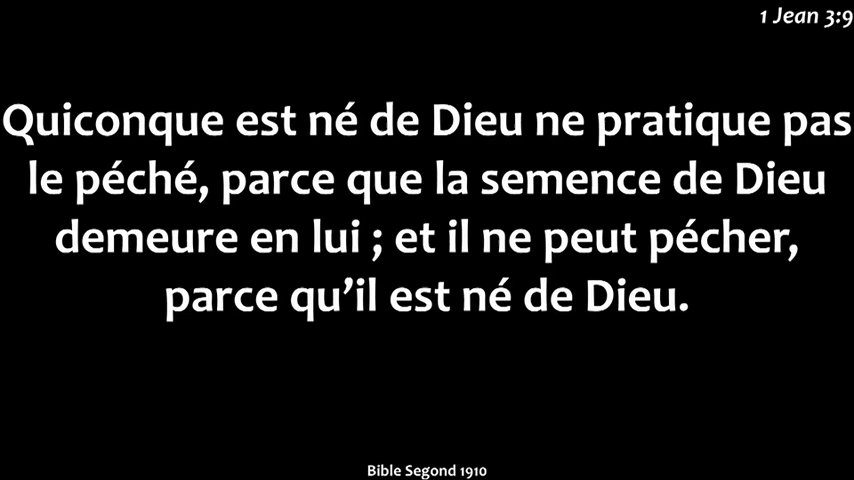 1 Jean 3:9
Quiconque est né de Dieu ne pratique pas
le péché, parce que la semence de Dieu
demeure en lui ; et il ne peut pécher,
parce qu’il est né de Dieu.
Bible Segond 1910